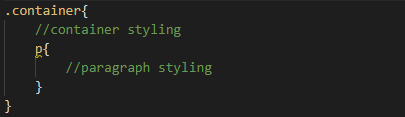 .container{
    //container styling
    p{
        //paragraph styling
    }
}